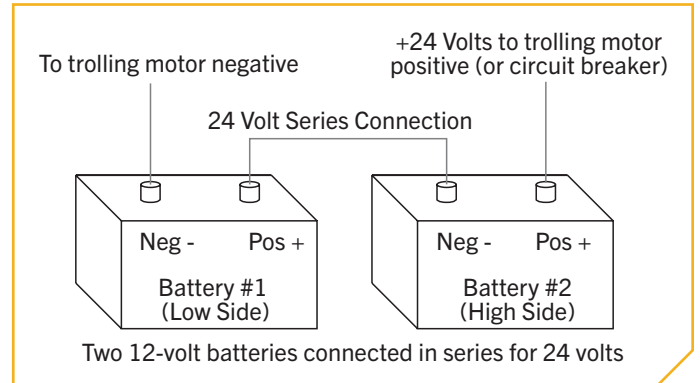 To trolling motor negative
+24 Volts to trolling motor
positive (or circuit breaker)
24 Volt Series Connection
Neg - Pos +
Battery #1
(Low Side)
Neg - Pos +
Battery #2
(High Side)
Two 12-volt batteries connected in series for 24 volts